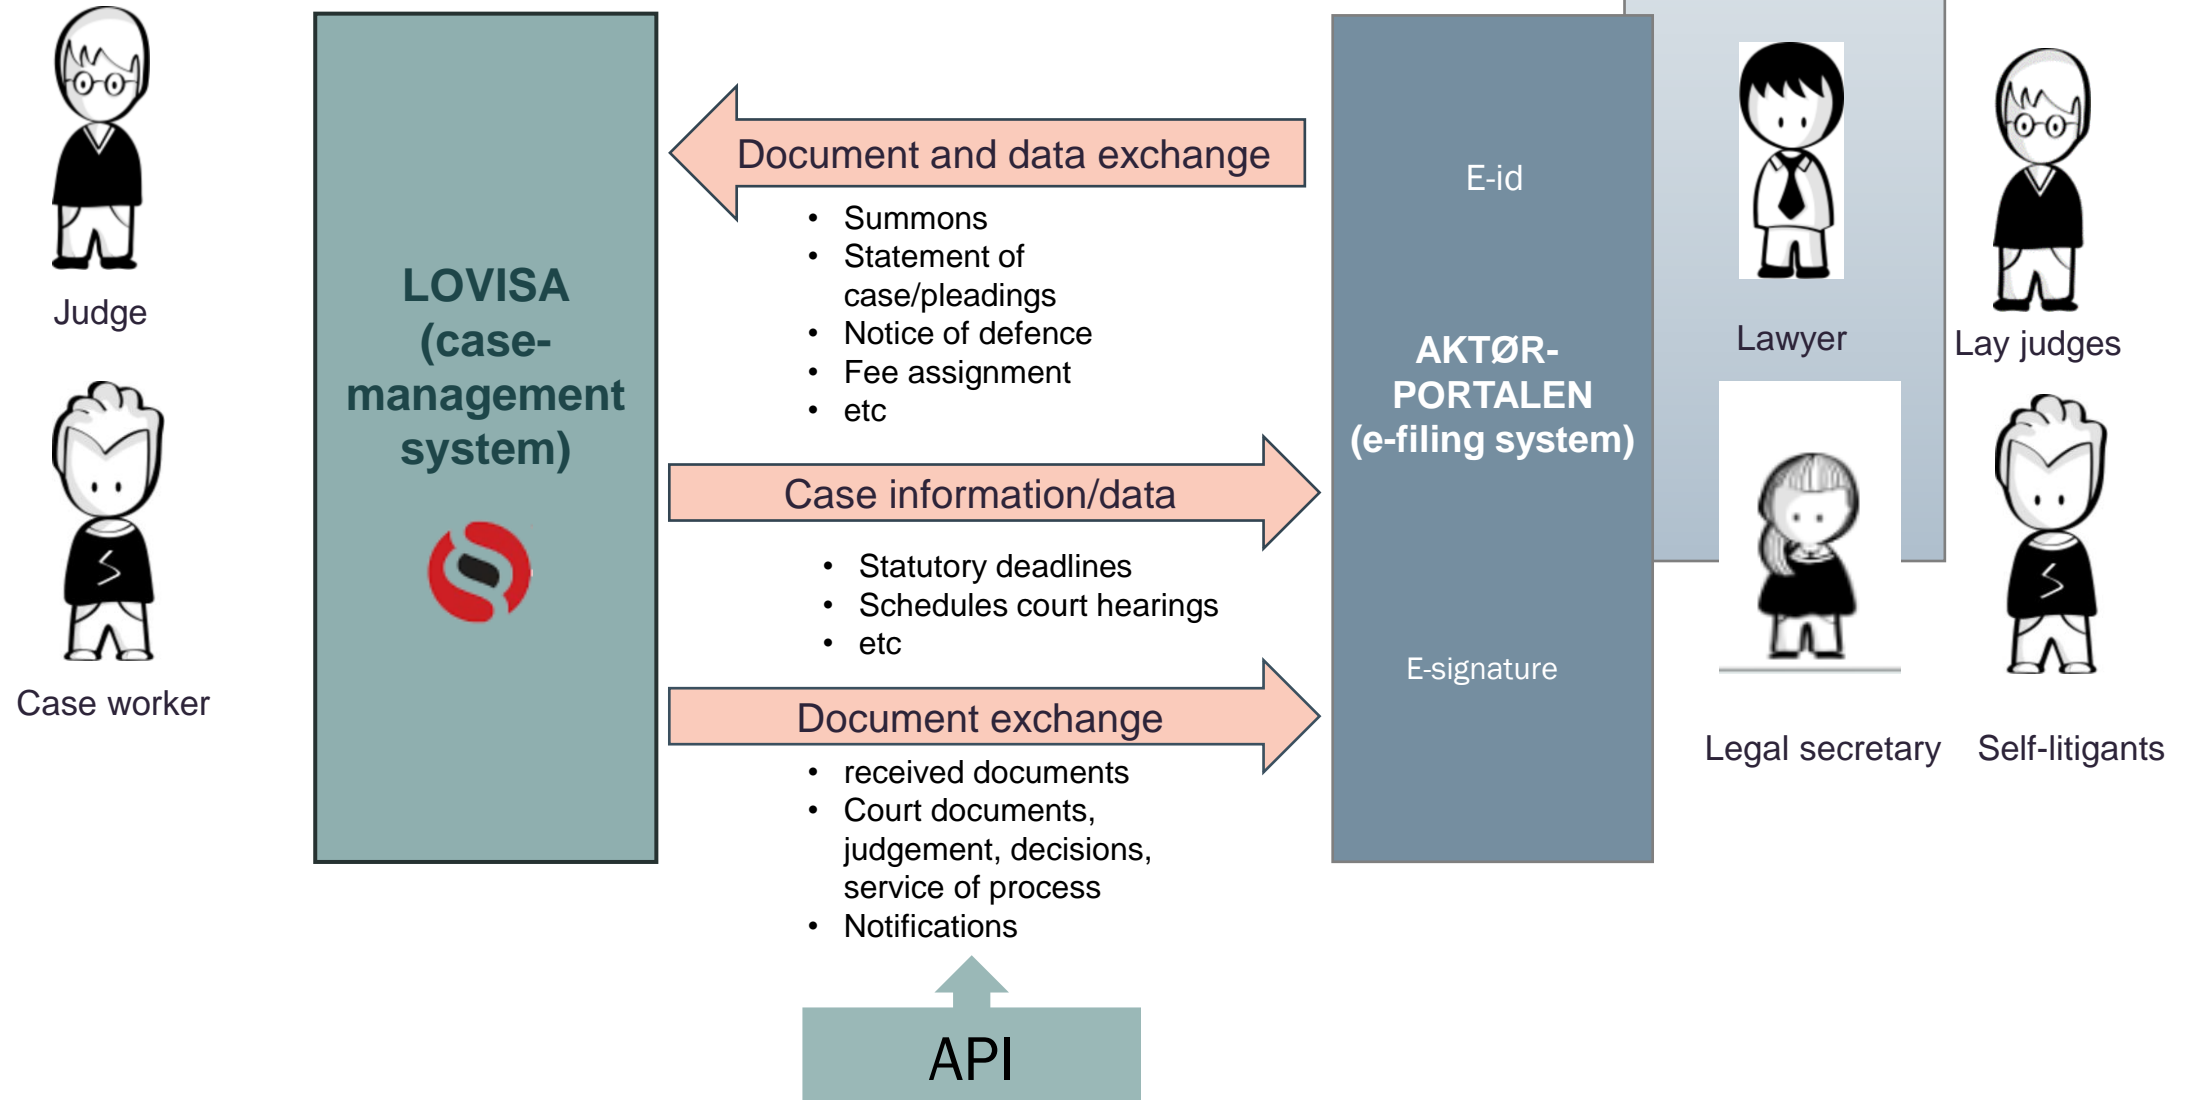 Judge
Case worker
LOVISA
(case-
management
system)
Document and data exchange
• Summons
• Statement of
case/pleadings
• Notice of defence
• Fee assignment
• etc
Case information/data
• Statutory deadlines
• Schedules court hearings
• etc
Document exchange
• received documents
• Court documents,
judgement, decisions,
service of process
• Notifications
API
E-id
AKTØR-
PORTALEN
(e-filing system)
E-signature
Lawyer
Lay judges
Legal secretary
Self-litigants